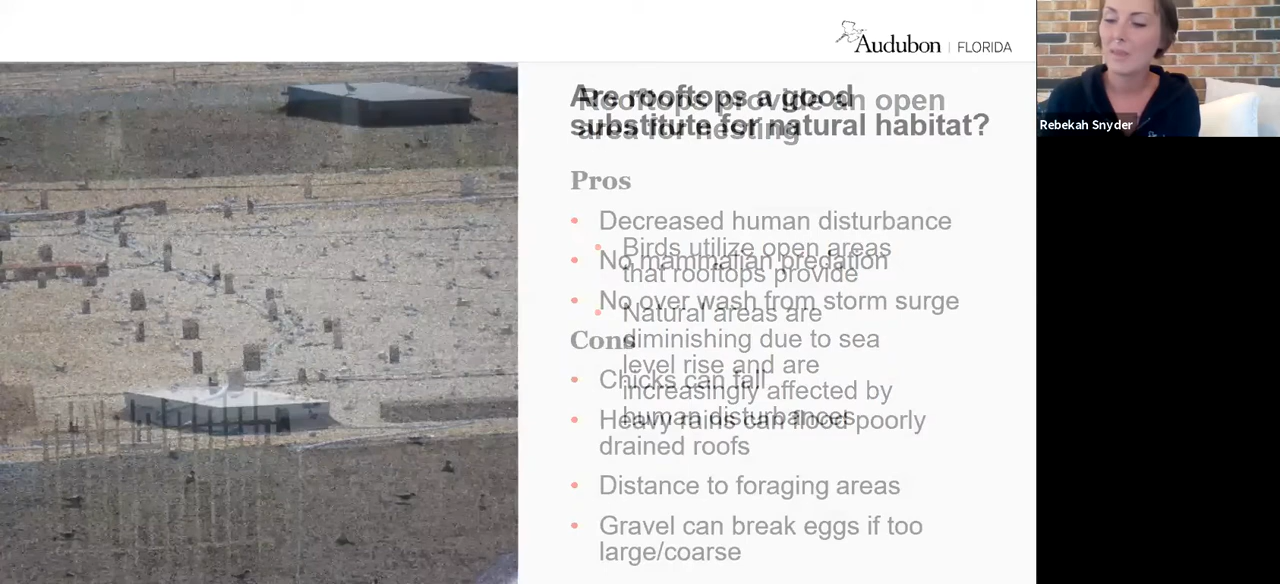 Audubon | FLORIDA
Rebekah Snyder
Are rooftops a good
substitute for natural habitat?
Rooftops provide an open
area for nesting
Pros
• Decreased human disturbance
• No mammalian predation
• No over wash from storm surge
Cons
• Chicks can fall
• Heavy rains can flood poorly
drained roofs
• Distance to foraging areas
• Gravel can break eggs if too
large/coarse
• Birds utilize open areas
that rooftops provide
• Natural areas are
diminishing due to sea
level rise and are
increasingly affected by
human disturbances